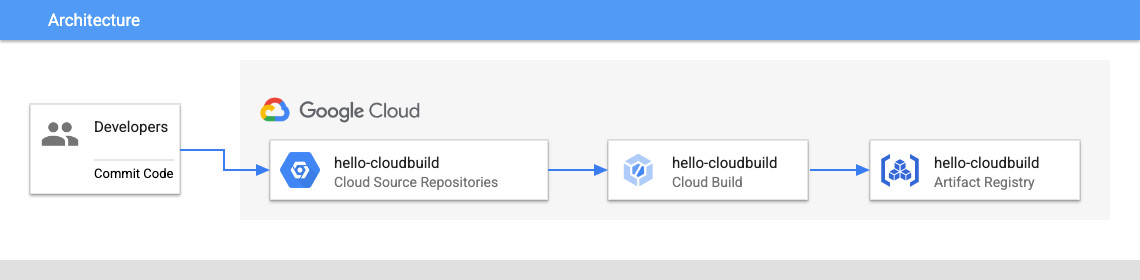 Architecture
Google Cloud
Developers
Commit Code
hello-cloudbuild
Cloud Source Repositories
hello-cloudbuild
Cloud Build
hello-cloudbuild
Artifact Registry